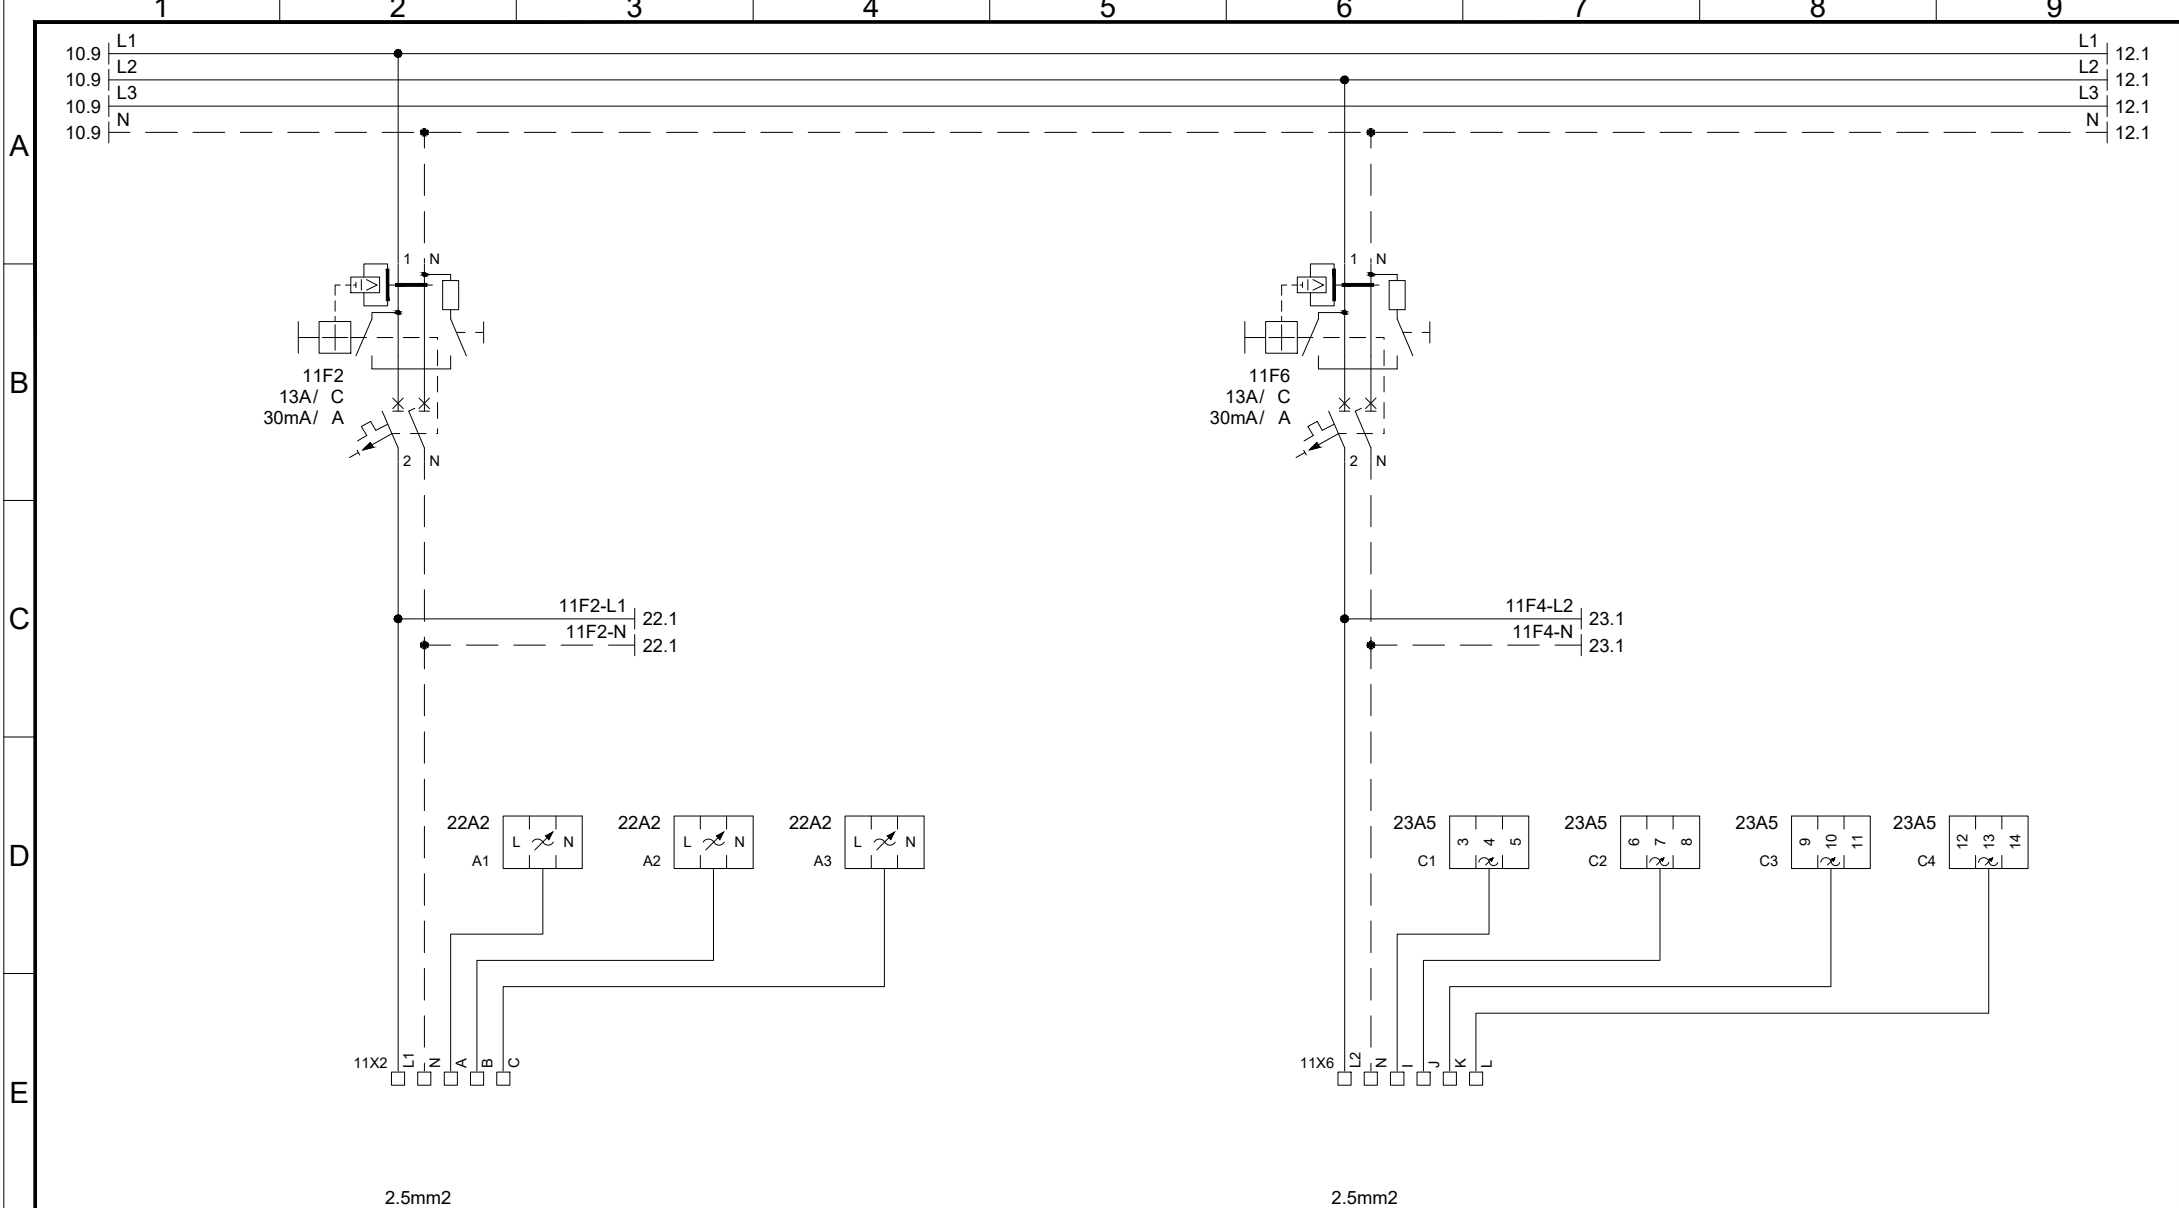 1 2 3 4 5 6 7 8 9
L1 L1
10.9 12.1
L2 L2
10.9 12.1
L3 L3
10.9 12.1
N N
10.9 12.1
A
1 N 1 N
11F2 11F6
B
13A/ C 13A/ C
30mA/ A 30mA/ A
2 N 2 N
11F2-L1 22.1 11F4-L2 23.1
C
11F2-N 22.1 11F4-N 23.1
22A2 22A2 22A2 23A5 23A5 23A5 23A5
L N L N L N 3 4 5 6 7 8 9 10 11 12 13 14
D
A1 A2 A3 C1 C2 C3 C4
11X2 L1 N A B C 11X6 L2 N I J K L
E
2.5mm2 2.5mm2